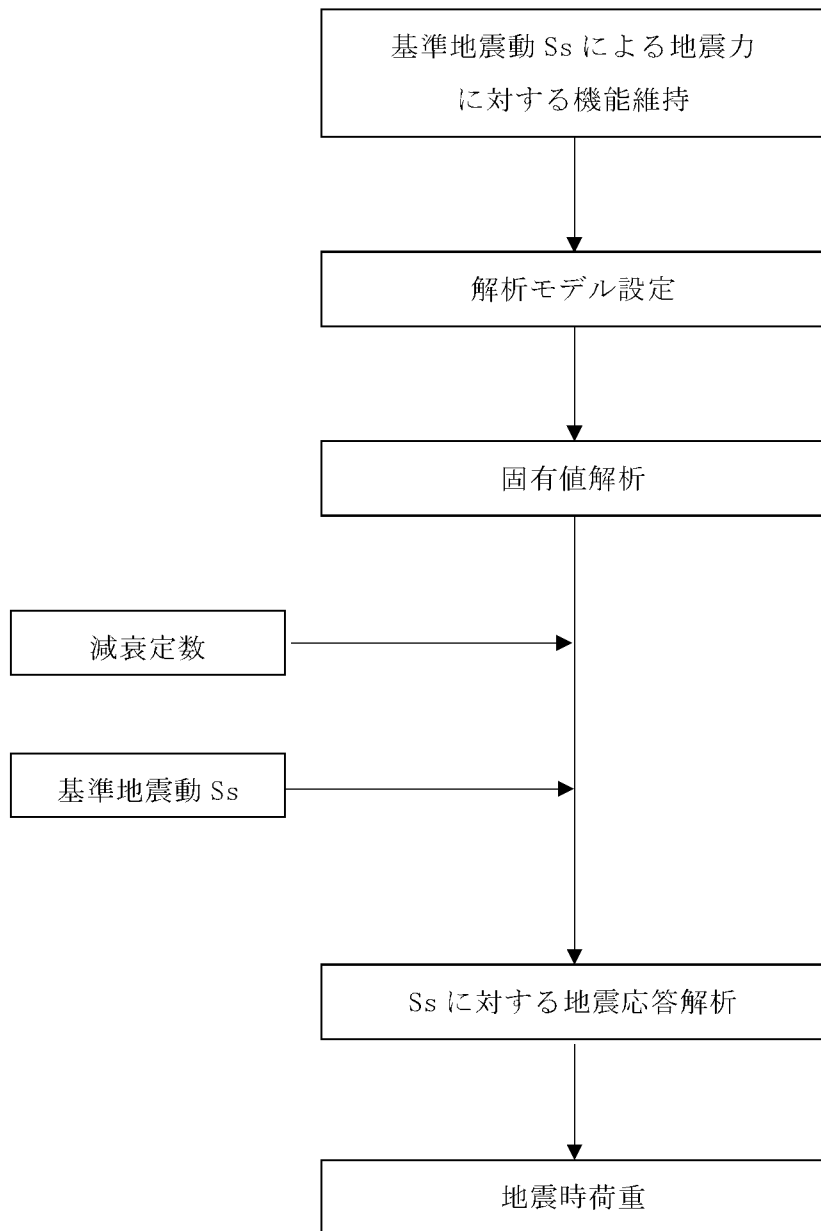 基準地震動 Ss による地震力
に対する機能維持
解析モデル設定
固有値解析
減衰定数
基準地震動 Ss
Ss に対する地震応答解析
地震時荷重